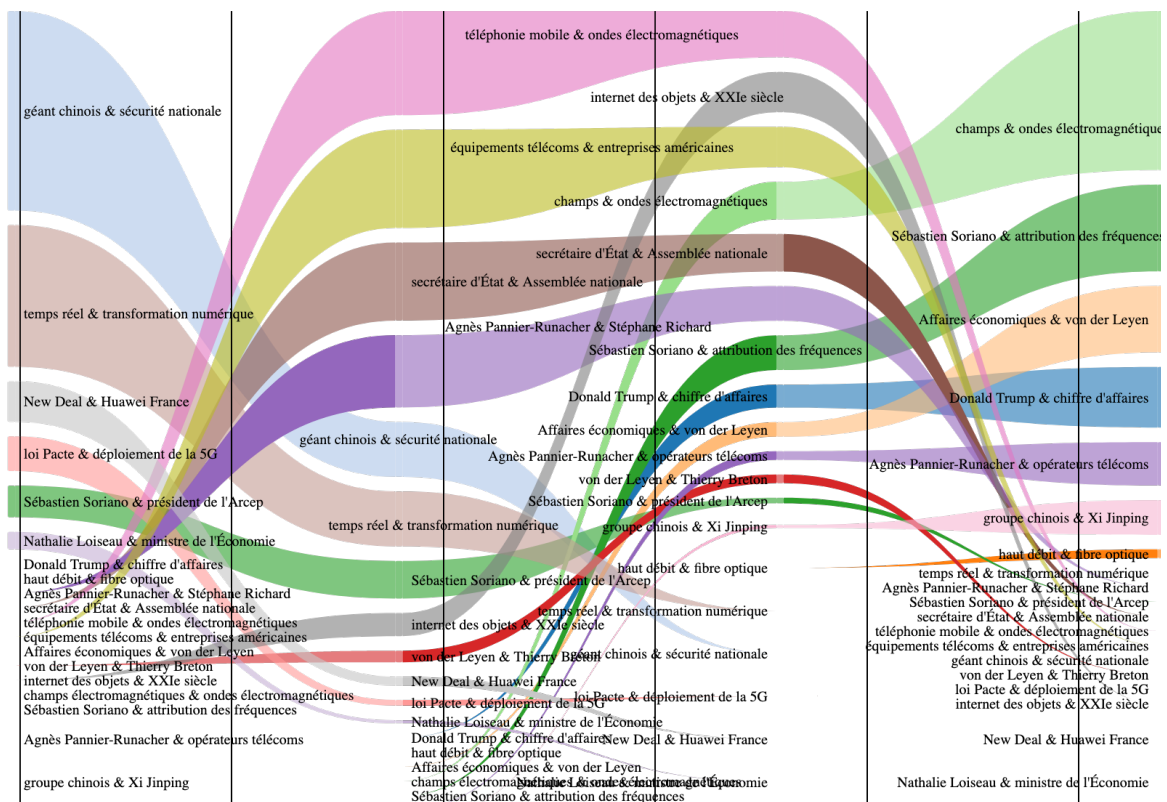 géant chinois & sécurité nationale
temps réel & transformation numérique
New Deal & Huawei France
loi Pacte & déploiement de la 5G
Sébastien Soriano & président de l'Arcep
Nathalie Loiseau & ministre de l'Économie
Donald Trump & chiffre d'affaires
haut débit & fibre optique
Agnès Pannier-Runacher & Stéphane Richard
secrétaire d'État & Assemblée nationale
téléphonie mobile & ondes électromagnétiques
équipements télécoms & entreprises américaines
Affaires économiques & von der Leyen
von der Leyen & Thierry Breton
internet des objets & XXIe siècle
champs électromagnétiques & ondes électromagnétiques
Sébastien Soriano & attribution des fréquences
Agnès Pannier-Runacher & opérateurs télécoms
groupe chinois & Xi Jinping
téléphonie mobile & ondes électromagnétiques
équipements télécoms & entreprises américaines
secrétaire d'État & Assemblée nationale
Agnès Pannier-Runacher & Stéphane Richard
géant chinois & sécurité nationale
temps réel & transformation numérique
Sébastien Soriano & président de l'Arcep
internet des objets & XXIe siècle
von der Leyen & Thierry Breton
New Deal & Huawei France
loi Pacte & déploiement de la 5G
Nathalie Loiseau & ministre de l'Économie
Donald Trump & chiffre d'affaires
haut débit & fibre optique
Affaires économiques & von der Leyen
champs électromagnétiques & ondes électromagnétiques
Sébastien Soriano & attribution des fréquences
internet des objets & XXIe siècle
champs & ondes électromagnétiques
secrétaire d'État & Assemblée nationale
Sébastien Soriano & attribution des fréquences
Donald Trump & chiffre d'affaires
Affaires économiques & von der Leyen
Agnès Pannier-Runacher & opérateurs télécoms
von der Leyen & Thierry Breton
Sébastien Soriano & président de l'Arcep
groupe chinois & Xi Jinping
haut débit & fibre optique
temps réel & transformation numérique
géant chinois & sécurité nationale
loi Pacte & déploiement de la 5G
New Deal & Huawei France
Nathalie Loiseau & ministre de l'Économie
champs & ondes électromagnétique
Sébastien Soriano & attribution des fréquences
Affaires économiques & von der Leyen
Donald Trump & chiffre d'affaires
Agnès Pannier-Runacher & opérateurs télécoms
groupe chinois & Xi Jinping
haut débit & fibre optique
temps réel & transformation numérique
Agnès Pannier-Runacher & Stéphane Richard
Sébastien Soriano & président de l'Arcep
secrétaire d'État & Assemblée nationale
téléphonie mobile & ondes électromagnétiques
équipements télécoms & entreprises américaines
géant chinois & sécurité nationale
von der Leyen & Thierry Breton
loi Pacte & déploiement de la 5G
internet des objets & XXIe siècle
New Deal & Huawei France
Nathalie Loiseau & ministre de l'Économie